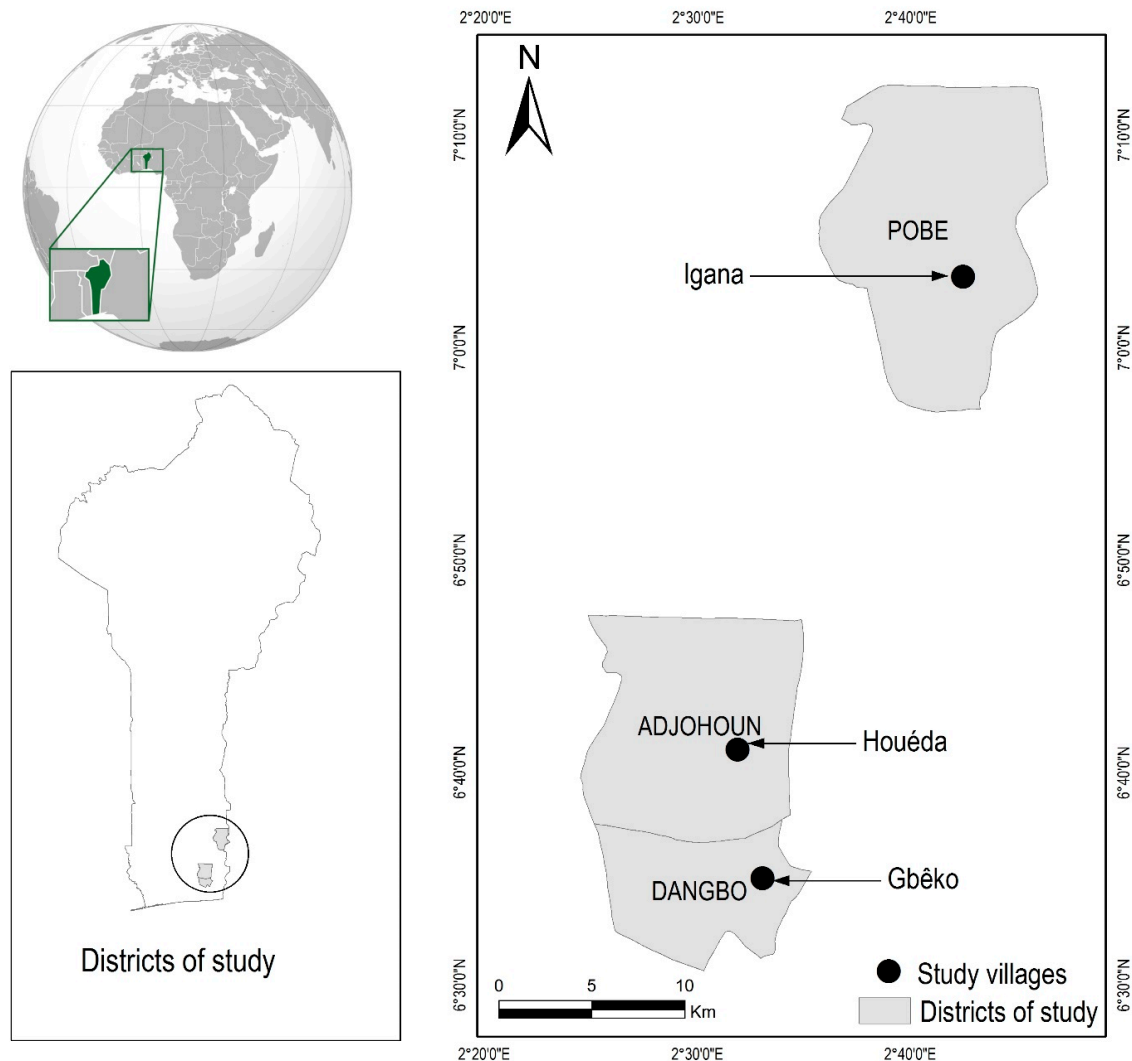 2°20'0"E
2°30'0"E
2°40'0"E
N
7°10'0"N
7°10'0"N
POBE
Igana
7°0'0"N
7°0'0"N
6°50'0"N
6°50'0"N
ADJOHOUN
Houéda
6°40'0"N
6°40'0"N
DANGBO
Gbêko
Districts of study
Study villages
0 5 10
Km
Districts of study
6°30'0"N
6°30'0"N
2°20'0"E
2°30'0"E
2°40'0"E